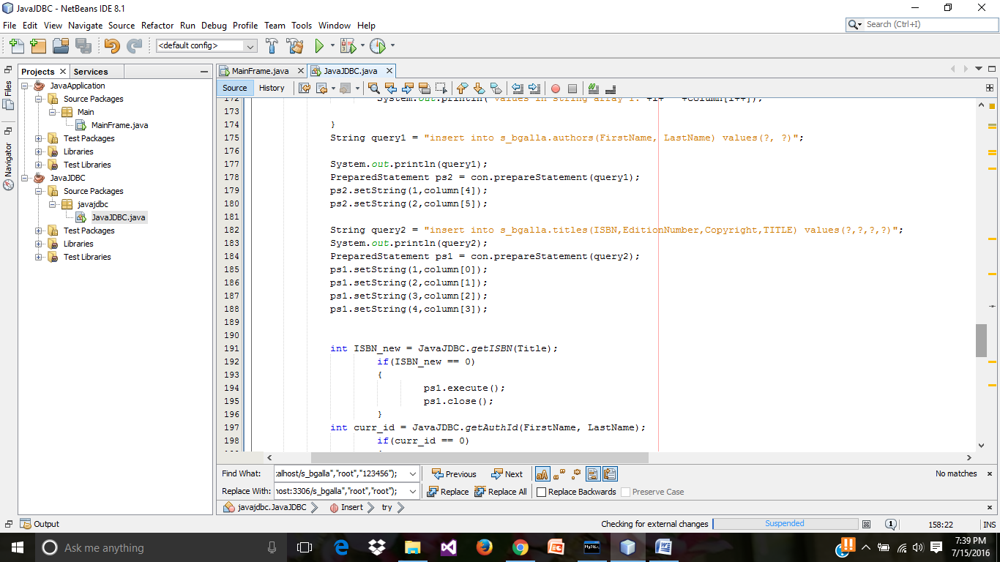 JavaJDBC - NetBeans IDE 8.1
File Edit View Navigate Source Refactor Run Debug Profile Team Tools Window Help
Search (Ctrl+I)
<default config>
Files
Navigator
Projects Services
JavaApplication
Source Packages
Main
MainFrame.java
Test Packages
Libraries
Test Libraries
JavaJDBC
Source Packages
javajdbc
JavaJDBC.java
Test Packages
Libraries
Test Libraries
MainFrame.java JavaJDBC.java
Source History
172 System.out.println("values in string array i: "+i+" "+column[i++]);
173
174 }
175 String query1 = "insert into s_bgalla.authors(FirstName, LastName) values(?, ?)";
176
177 System.out.println(query1);
178 PreparedStatement ps2 = con.prepareStatement(query1);
179 ps2.setString(1,column[4]);
180 ps2.setString(2,column[5]);
181
182 String query2 = "insert into s_bgalla.titles(ISBN,EditionNumber,Copyright,TITLE) values(?,?,?,?)";
183 System.out.println(query2);
184 PreparedStatement ps1 = con.prepareStatement(query2);
185 ps1.setString(1,column[0]);
186 ps1.setString(2,column[1]);
187 ps1.setString(3,column[2]);
188 ps1.setString(4,column[3]);
189
190
191 int ISBN_new = JavaJDBC.getISBN(Title);
192 if(ISBN_new == 0)
193 {
194 ps1.execute();
195 ps1.close();
196 }
197 int curr_id = JavaJDBC.getAuthId(FirstName, LastName);
198 if(curr_id == 0)
Find What: :alhost/s_bgalla","root","123456"); Previous Next aA No matches
Replace With: host:3306/s_bgalla","root","root"); Replace Replace All Replace Backwards Preserve Case
javajdbc.JavaJDBC Insert try
Output Checking for external changes Suspended 1 158:22 INS
Ask me anything
MySQL
7:39 PM
7/15/2016